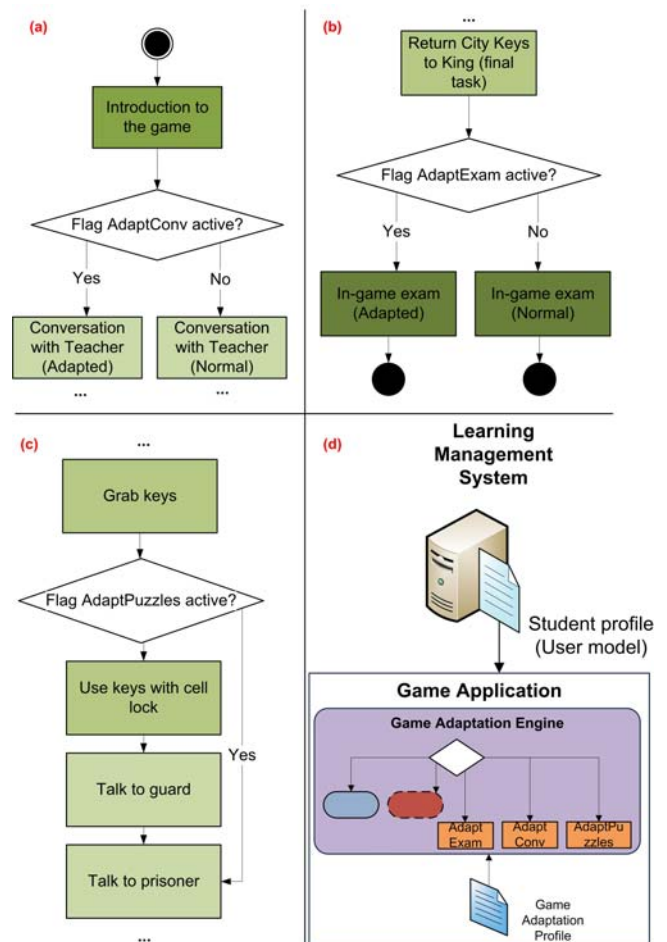 (a)
Introduction to
the game
Flag AdaptConv active?
Yes
No
Conversation
with Teacher
(Adapted)
Conversation
with Teacher
(Normal)
...
...
(b)
...
Return City Keys
to King (final
task)
Flag AdaptExam active?
Yes
No
In-game exam
(Adapted)
In-game exam
(Normal)
(c)
...
Grab keys
Flag AdaptPuzzles active?
Use keys with cell
lock
Yes
Talk to guard
Talk to prisoner
...
(d)
Learning
Management
System
Student profile
(User model)
Game Application
Game Adaptation Engine
Adapt
Exam
Adapt
Conv
AdaptPu
zzles
Game
Adaptation
Profile